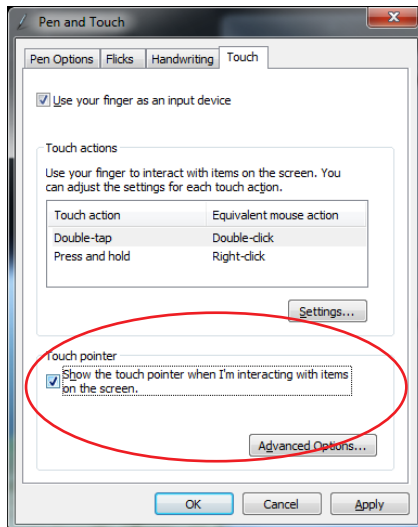 Pen and Touch
Pen Options Flicks Handwriting Touch
Use your finger as an input device
Touch actions
Use your finger to interact with items on the screen. You
can adjust the settings for each touch action.
Touch action Equivalent mouse action
Double-tap Double-click
Press and hold Right-click
Settings...
Touch pointer
Show the touch pointer when I'm interacting with items
on the screen.
Advanced Options...
OK Cancel Apply